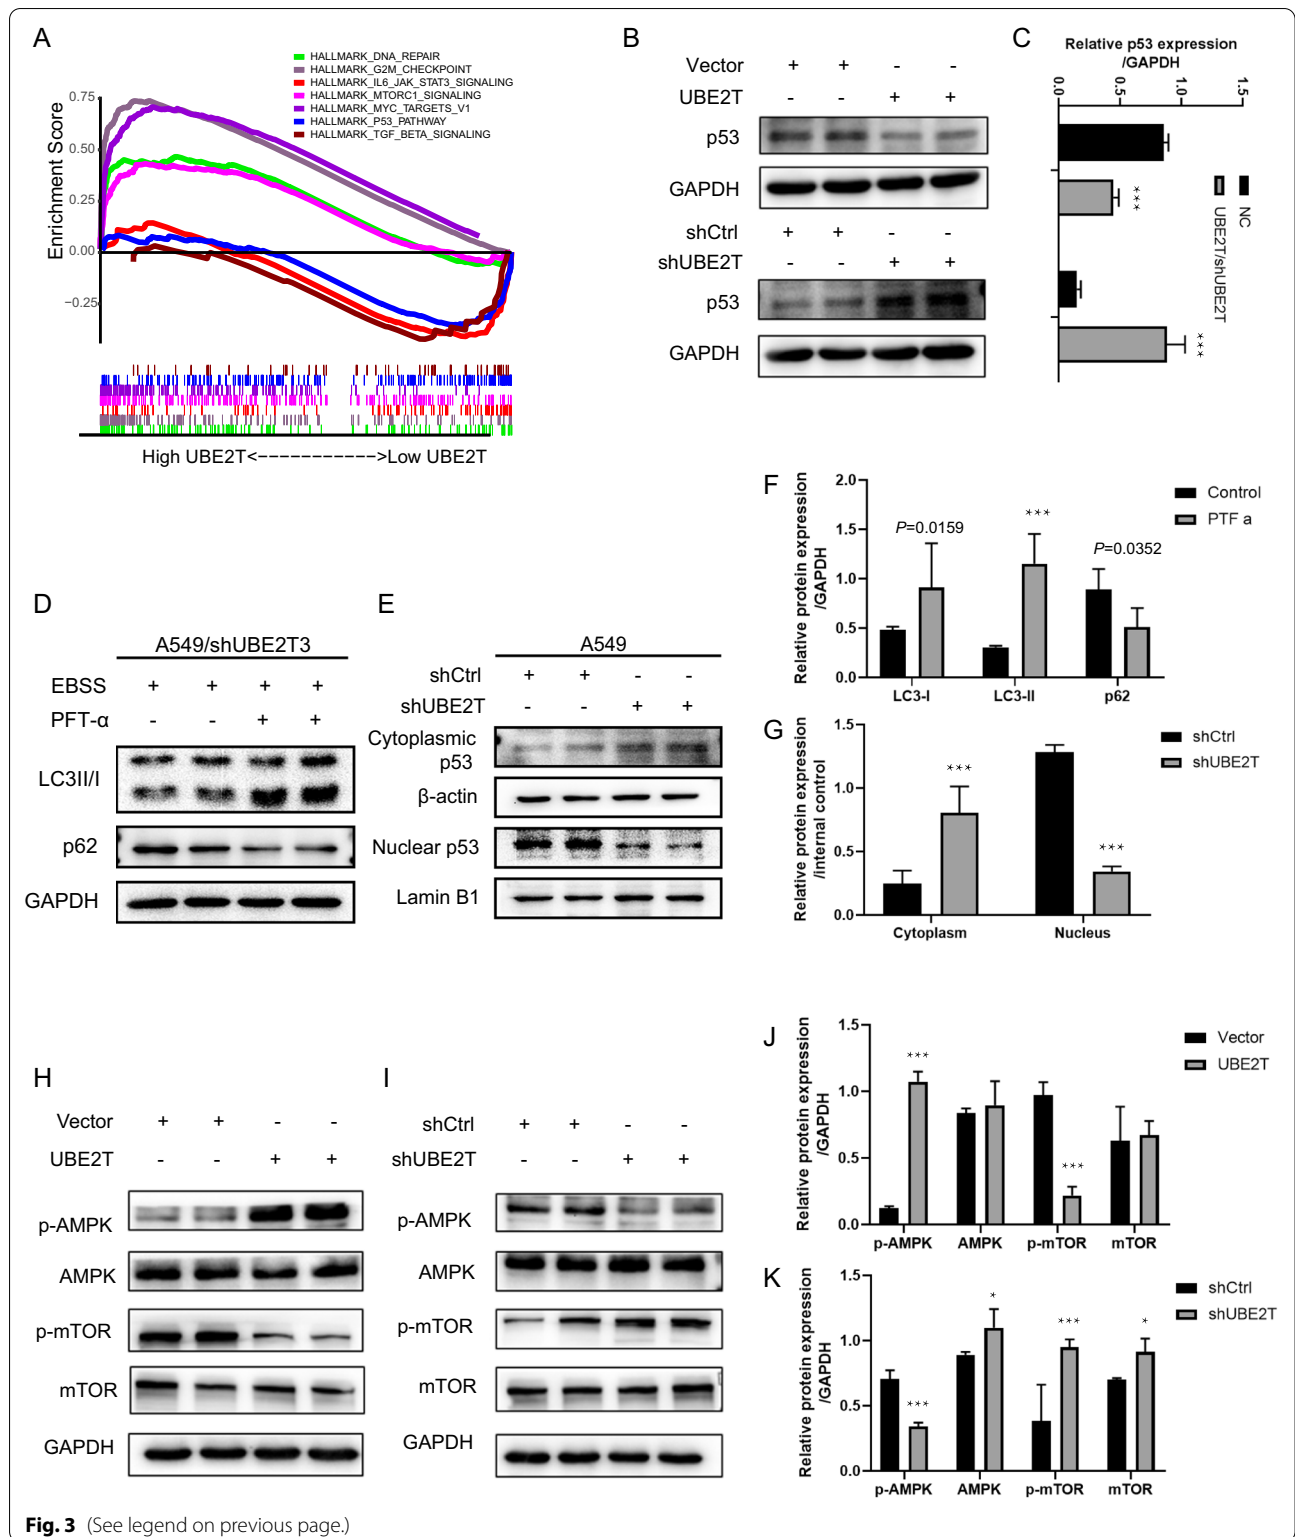 A
HALLMARK_DNA_REPAIR
HALLMARK_G2M_CHECKPOINT
HALLMARK_IL6_JAK_STAT3_SIGNALING
HALLMARK_MTORC1_SIGNALING
HALLMARK_MYC_TARGETS_V1
HALLMARK_P53_PATHWAY
HALLMARK_TGF_BETA_SIGNALING
Enrichment Score
0.75
0.50
0.25
0.00
−0.25
High UBE2T<----------->Low UBE2T
B
Vector + + - -
UBE2T - - + +
p53
GAPDH
shCtrl + + - -
shUBE2T - - + +
p53
GAPDH
C
Relative p53 expression
/GAPDH
0.0 0.5 1.0 1.5
***
***
NC
UBE2T/shUBE2T
D
A549/shUBE2T3
EBSS + + + +
PFT-α - - + +
LC3II/I
p62
GAPDH
E
A549
shCtrl + + - -
shUBE2T - - + +
Cytoplasmic
p53
β-actin
Nuclear p53
Lamin B1
F
Relative protein expression
/GAPDH
2.0
1.5
1.0
0.5
0.0
P=0.0159
***
P=0.0352
LC3-I LC3-II p62
Control
PTF a
G
Relative protein expression
/internal control
1.5
1.0
0.5
0.0
***
***
Cytoplasm Nucleus
shCtrl
shUBE2T
H
Vector + + - -
UBE2T - - + +
p-AMPK
AMPK
p-mTOR
mTOR
GAPDH
I
shCtrl + + - -
shUBE2T - - + +
p-AMPK
AMPK
p-mTOR
mTOR
GAPDH
J
Relative protein expression
/GAPDH
1.5
1.0
0.5
0.0
***
***
p-AMPK AMPK p-mTOR mTOR
Vector
UBE2T
K
Relative protein expression
/GAPDH
1.5
1.0
0.5
0.0
***
*
***
*
p-AMPK AMPK p-mTOR mTOR
shCtrl
shUBE2T
Fig. 3 (See legend on previous page.)